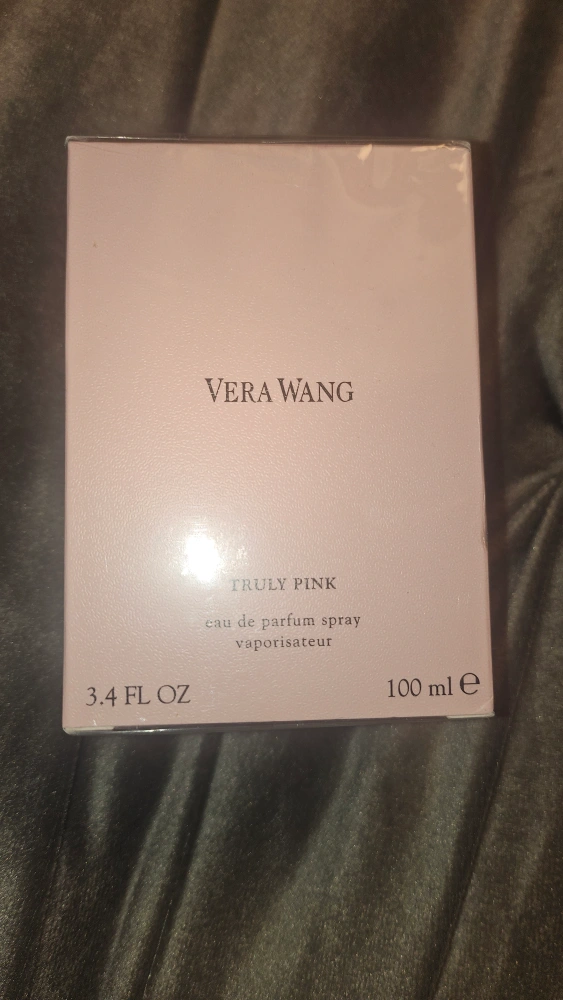 VERA WANG
TRULY PINK
eau de parfum spray
vaporisateur
3.4 FL OZ 100 ml ℮